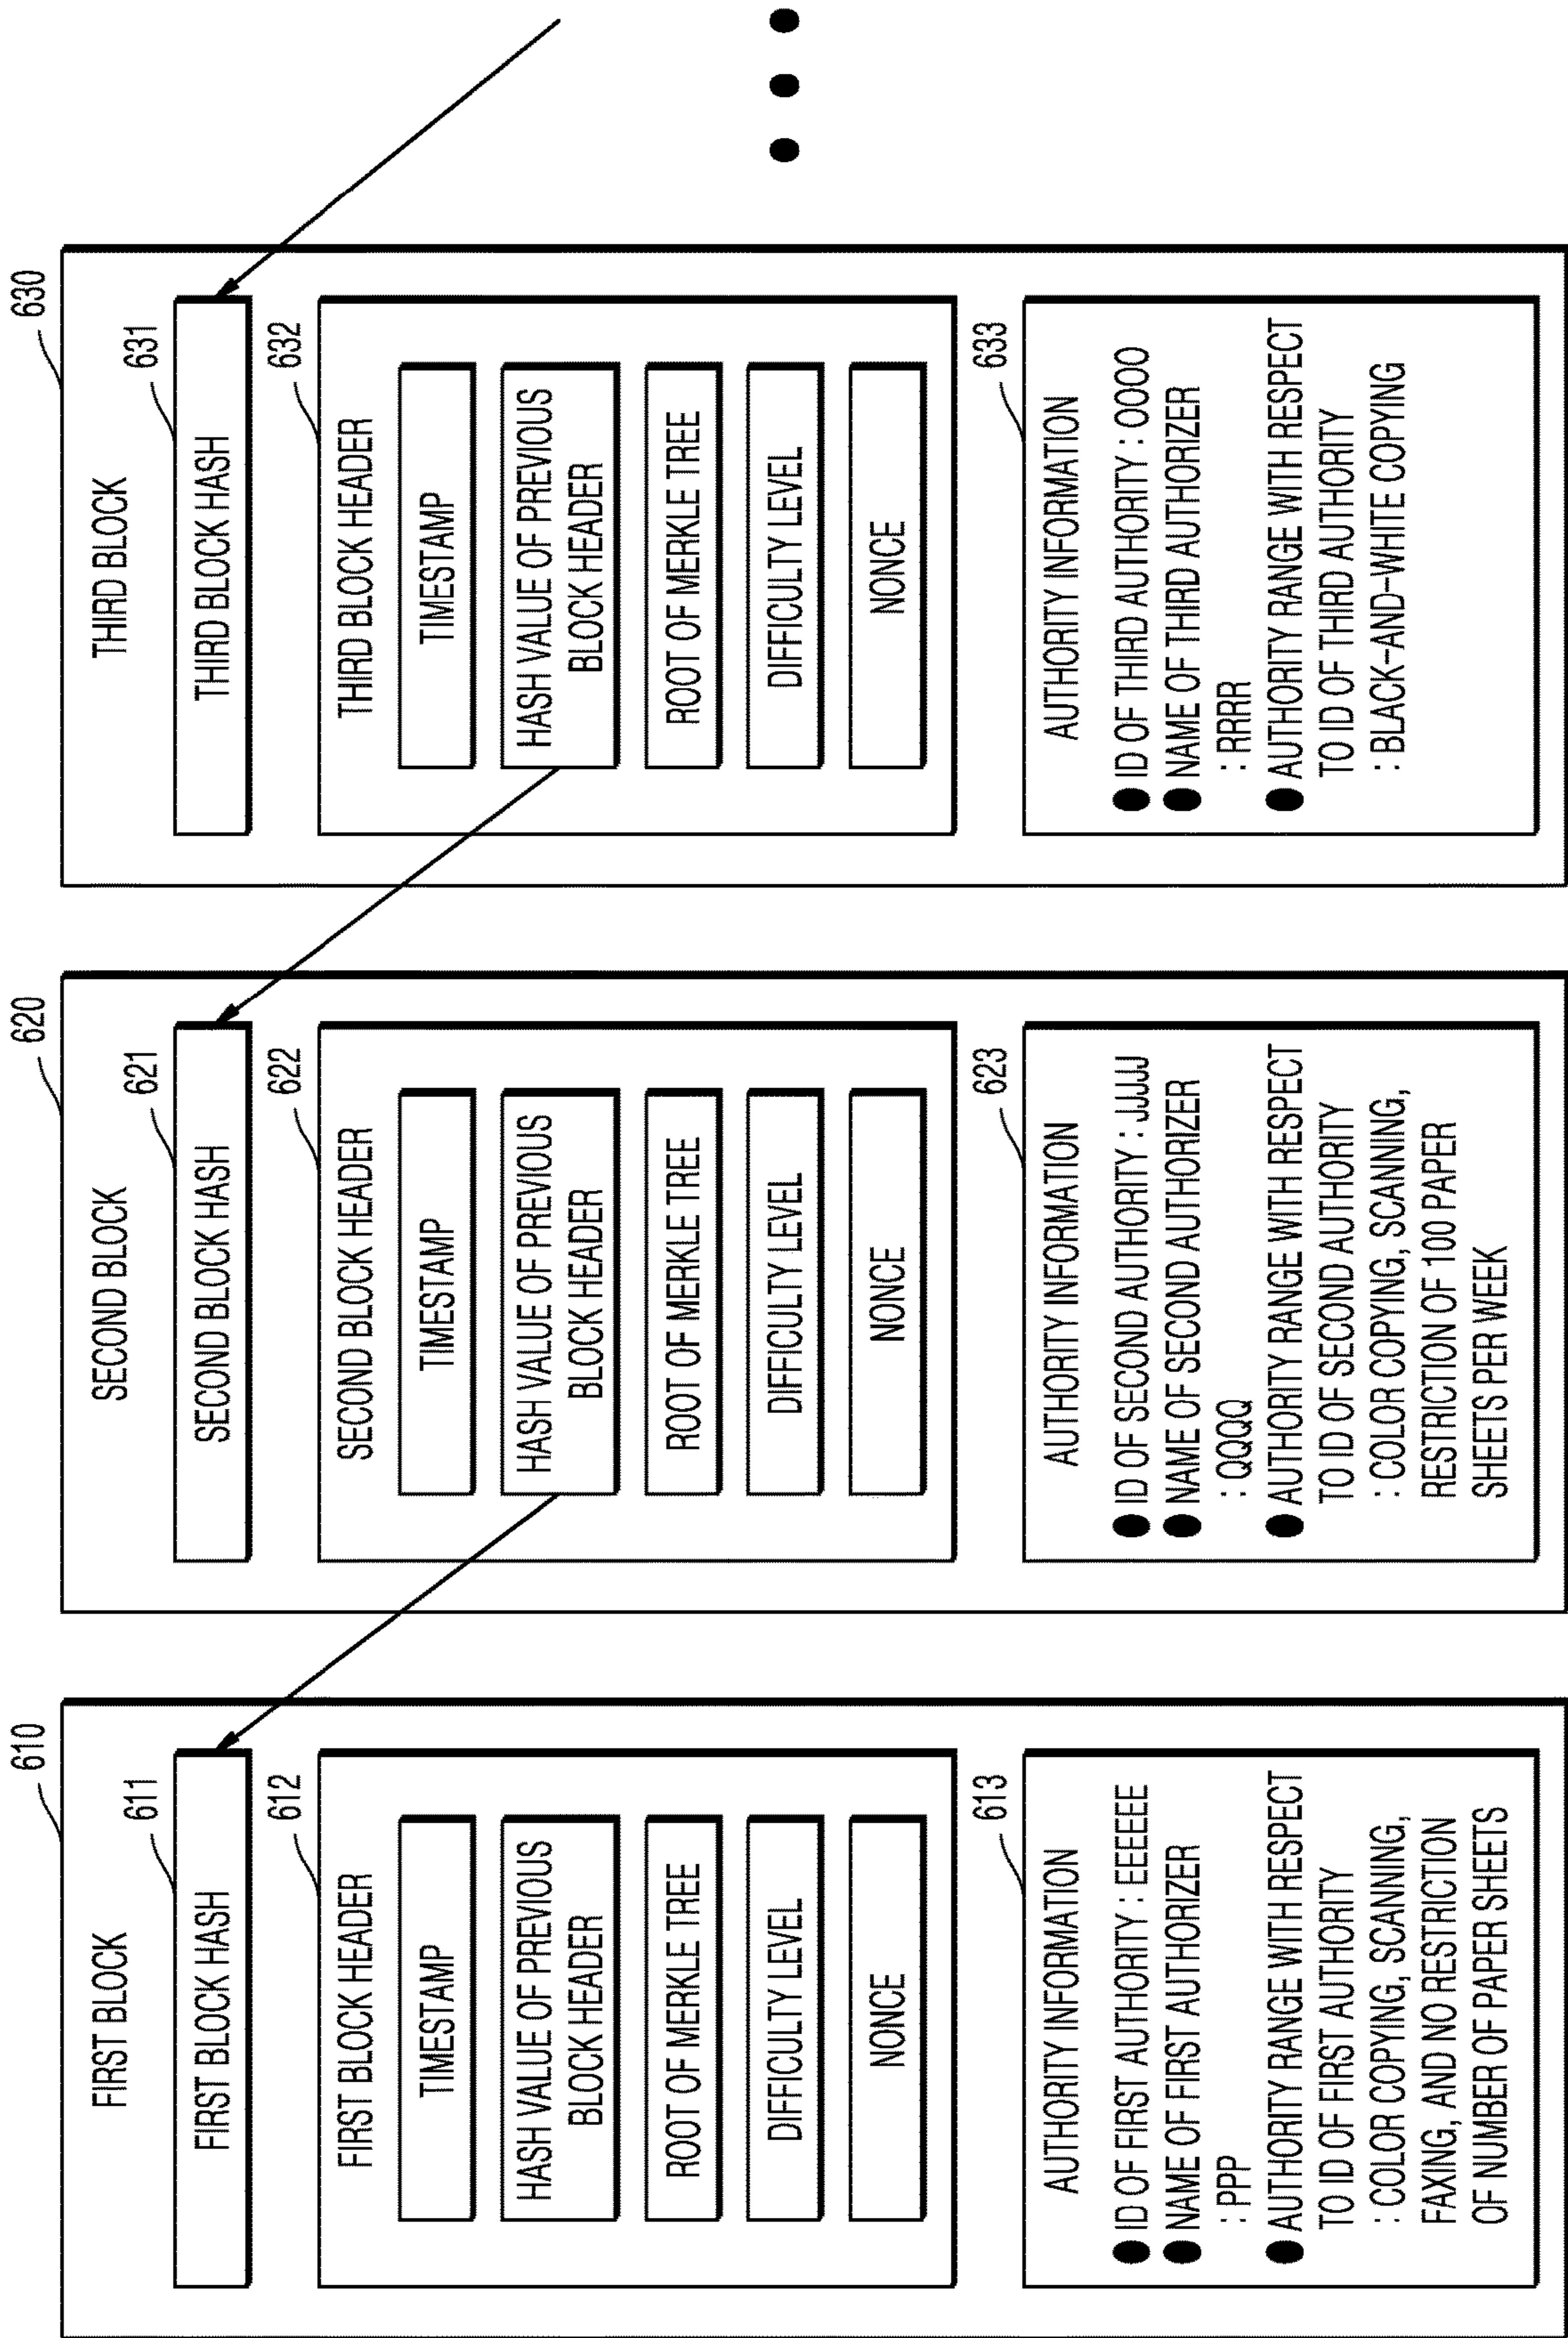 610
FIRST BLOCK
611
FIRST BLOCK HASH
612
FIRST BLOCK HEADER
TIMESTAMP
HASH VALUE OF PREVIOUS
BLOCK HEADER
ROOT OF MERKLE TREE
DIFFICULTY LEVEL
NONCE
613
AUTHORITY INFORMATION
● ID OF FIRST AUTHORITY : EEEEEE
● NAME OF FIRST AUTHORIZER
: PPP
● AUTHORITY RANGE WITH RESPECT
TO ID OF FIRST AUTHORITY
: COLOR COPYING, SCANNING,
FAXING, AND NO RESTRICTION
OF NUMBER OF PAPER SHEETS
620
SECOND BLOCK
621
SECOND BLOCK HASH
622
SECOND BLOCK HEADER
TIMESTAMP
HASH VALUE OF PREVIOUS
BLOCK HEADER
ROOT OF MERKLE TREE
DIFFICULTY LEVEL
NONCE
623
AUTHORITY INFORMATION
● ID OF SECOND AUTHORITY : JJJJJ
● NAME OF SECOND AUTHORIZER
: QQQQ
● AUTHORITY RANGE WITH RESPECT
TO ID OF SECOND AUTHORITY
: COLOR COPYING, SCANNING,
RESTRICTION OF 100 PAPER
SHEETS PER WEEK
630
THIRD BLOCK
631
THIRD BLOCK HASH
632
THIRD BLOCK HEADER
TIMESTAMP
HASH VALUE OF PREVIOUS
BLOCK HEADER
ROOT OF MERKLE TREE
DIFFICULTY LEVEL
NONCE
633
AUTHORITY INFORMATION
● ID OF THIRD AUTHORITY : OOOO
● NAME OF THIRD AUTHORIZER
: RRRR
● AUTHORITY RANGE WITH RESPECT
TO ID OF THIRD AUTHORITY
: BLACK-AND-WHITE COPYING